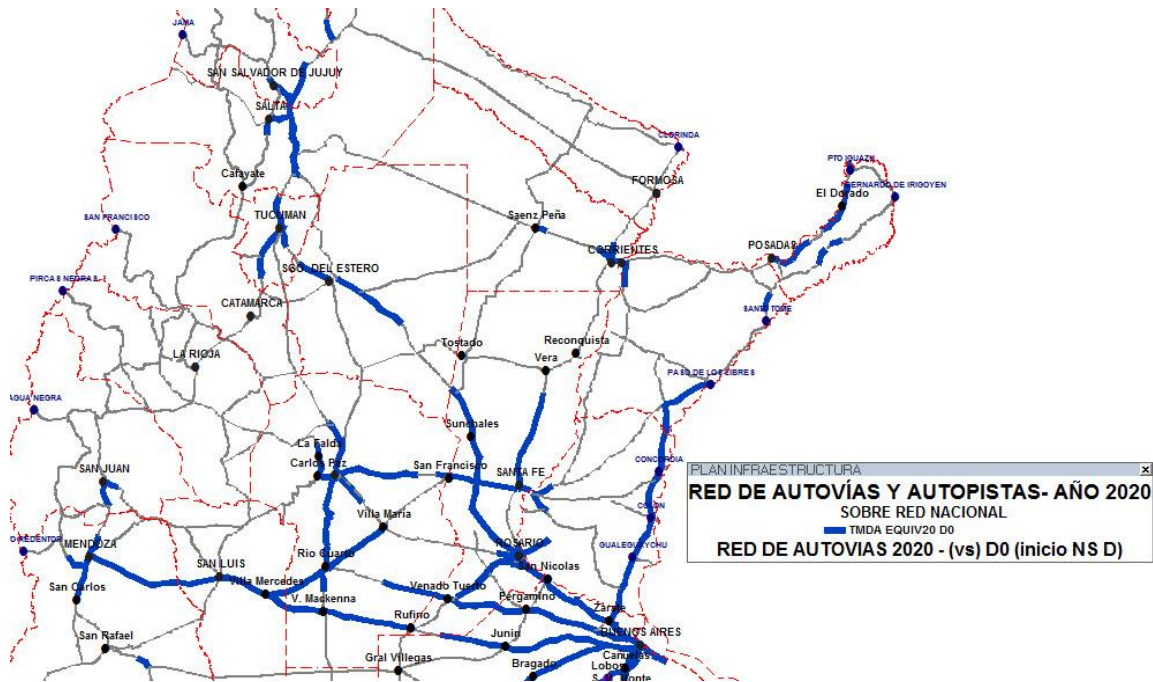 JAMA
SAN SALVADOR DE JUJUY
SALTA
CLORINDA
PTO IGUAZU
Cafayate
FORMOSA
BERNARDO DE IRIGOYEN
El Dorado
SAN FRANCISCO
TUCUMAN
Saenz Peña
CORRIENTES
POSADAS
SGO. DEL ESTERO
PIRCAS NEGRAS
CATAMARCA
SANTO TOME
Tostado
Reconquista
LA RIOJA
Vera
PASO DE LOS LIBRES
AGUA NEGRA
Sunchales
La Falda
SAN JUAN
Carlos Paz
San Francisco
SANTA FE
CONCORDIA
PLAN INFRAESTRUCTURA
RED DE AUTOVÍAS Y AUTOPISTAS- AÑO 2020
SOBRE RED NACIONAL
TMDA EQUIV20 D0
RED DE AUTOVIAS 2020 - (vs) D0 (inicio NS D)
Villa Maria
COLON
O REDENTOR
MENDOZA
ROSARIO
GUALEGUAYCHU
SAN LUIS
Rio Cuarto
San Nicolas
San Carlos
Villa Mercedes
V. Mackenna
Venado Tuerto
Pergamino
Zárate
Rufino
BUENOS AIRES
San Rafael
Junin
Cañuelas
Gral Villegas
Bragado
Lobos